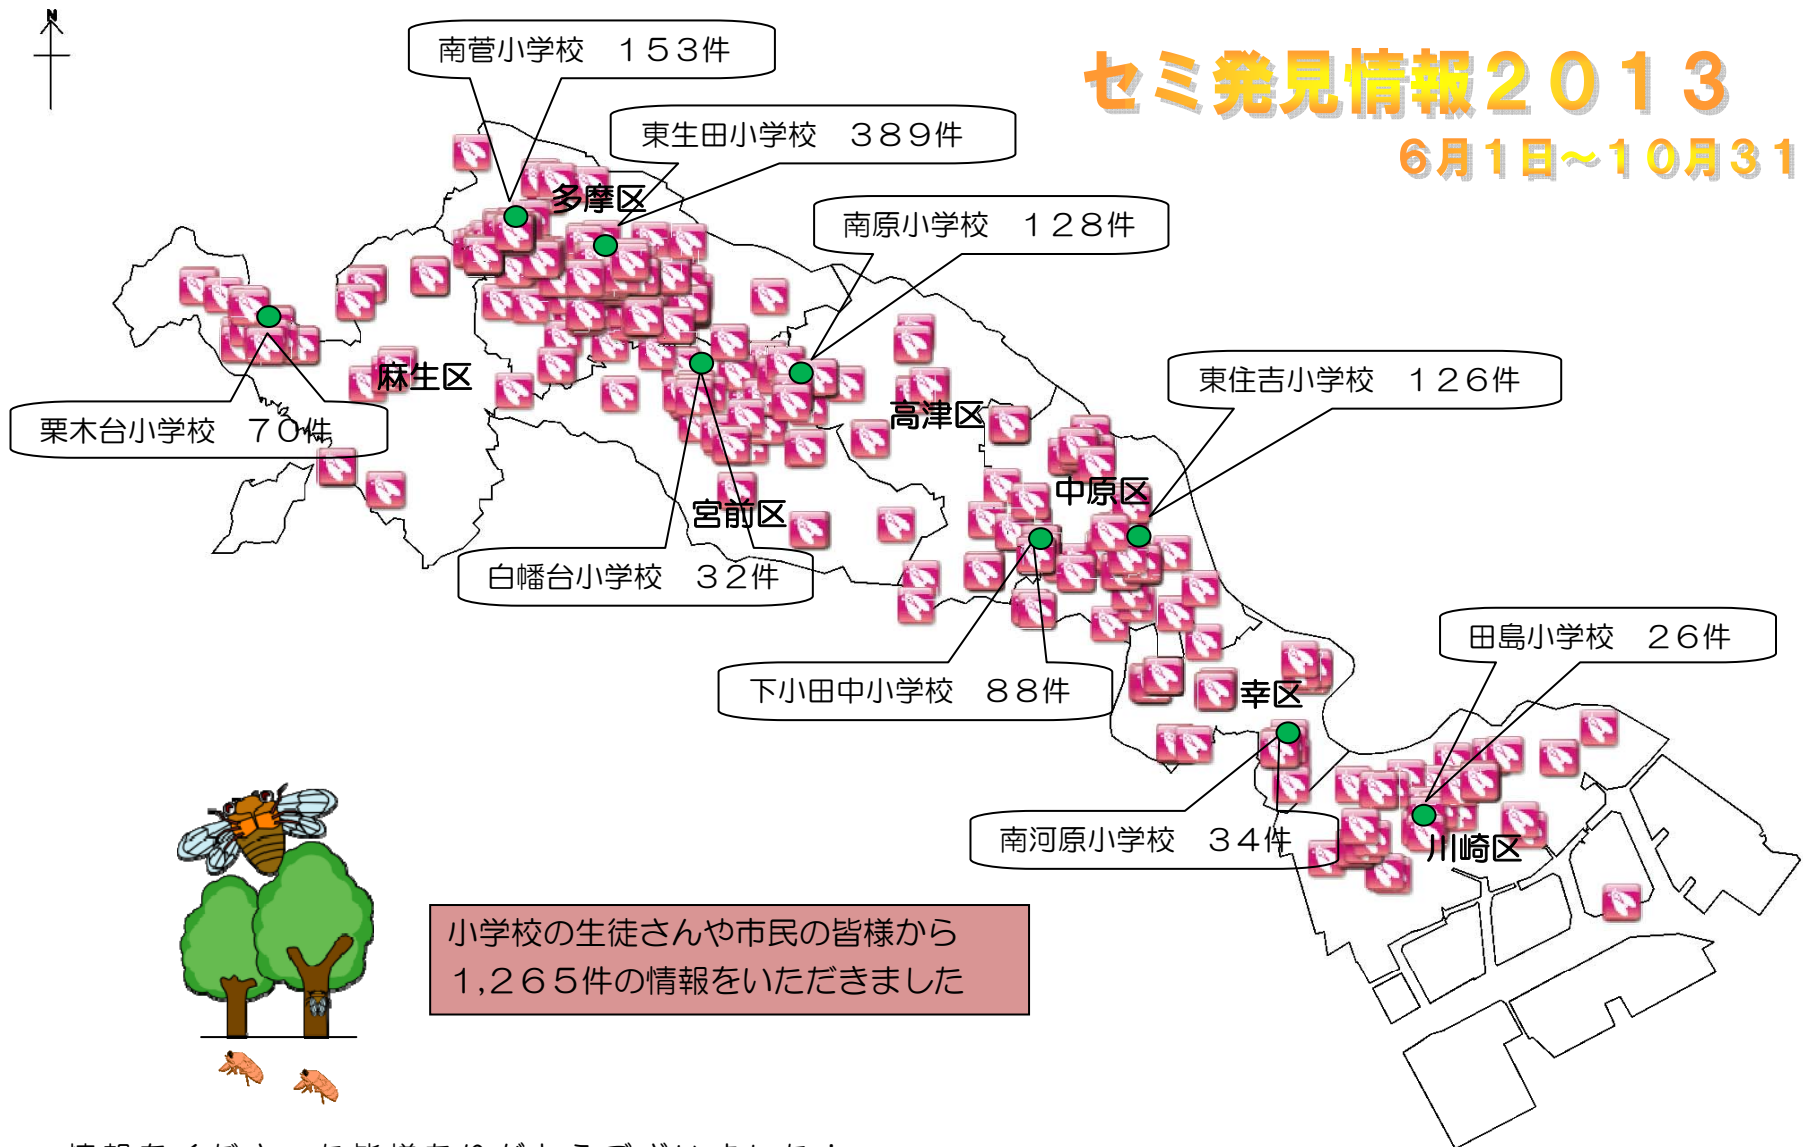 N
セミ発見情報２０１３
６月１日～１０月３１
南菅小学校　１５３件
東生田小学校　３８９件
多摩区
南原小学校　１２８件
東住吉小学校　１２６件
麻生区
高津区
栗木台小学校　７０件
中原区
宮前区
白幡台小学校　３２件
田島小学校　２６件
下小田中小学校　８８件
幸区
南河原小学校　３４件
川崎区
小学校の生徒さんや市民の皆様から
１,２６５件の情報をいただきました